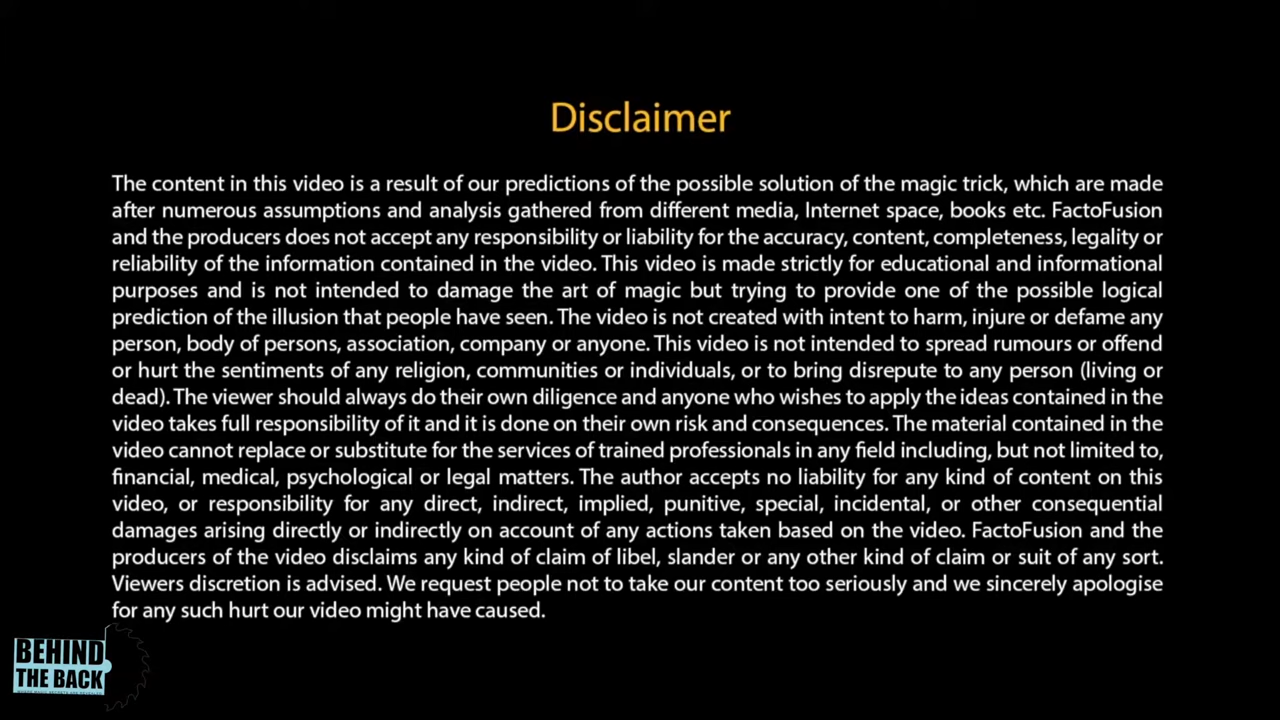 Disclaimer
The content in this video is a result of our predictions of the possible solution of the magic trick, which are made
after numerous assumptions and analysis gathered from different media, Internet space, books etc. FactoFusion
and the producers does not accept any responsibility or liability for the accuracy, content, completeness, legality or
reliability of the information contained in the video. This video is made strictly for educational and informational
purposes and is not intended to damage the art of magic but trying to provide one of the possible logical
prediction of the illusion that people have seen. The video is not created with intent to harm, injure or defame any
person, body of persons, association, company or anyone. This video is not intended to spread rumours or offend
or hurt the sentiments of any religion, communities or individuals, or to bring disrepute to any person (living or
dead). The viewer should always do their own diligence and anyone who wishes to apply the ideas contained in the
video takes full responsibility of it and it is done on their own risk and consequences. The material contained in the
video cannot replace or substitute for the services of trained professionals in any field including, but not limited to,
financial, medical, psychological or legal matters. The author accepts no liability for any kind of content on this
video, or responsibility for any direct, indirect, implied, punitive, special, incidental, or other consequential
damages arising directly or indirectly on account of any actions taken based on the video. FactoFusion and the
producers of the video disclaims any kind of claim of libel, slander or any other kind of claim or suit of any sort.
Viewers discretion is advised. We request people not to take our content too seriously and we sincerely apologise
for any such hurt our video might have caused.
BEHIND
THE BACK